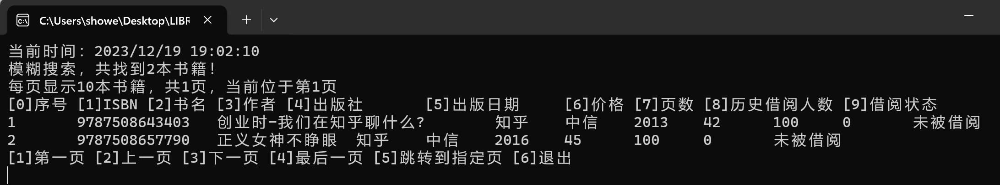 C:\Users\showe\Desktop\LIBR
当前时间：2023/12/19 19:02:10
模糊搜索，共找到2本书籍！
每页显示10本书籍，共1页，当前位于第1页
[0]序号 [1]ISBN [2]书名 [3]作者 [4]出版社 [5]出版日期 [6]价格 [7]页数 [8]历史借阅人数 [9]借阅状态
1 9787508643403 创业时-我们在知乎聊什么? 知乎 中信 2013 42 100 0 未被借阅
2 9787508657790 正义女神不睁眼 知乎 中信 2016 45 100 0 未被借阅
[1]第一页 [2]上一页 [3]下一页 [4]最后一页 [5]跳转到指定页 [6]退出